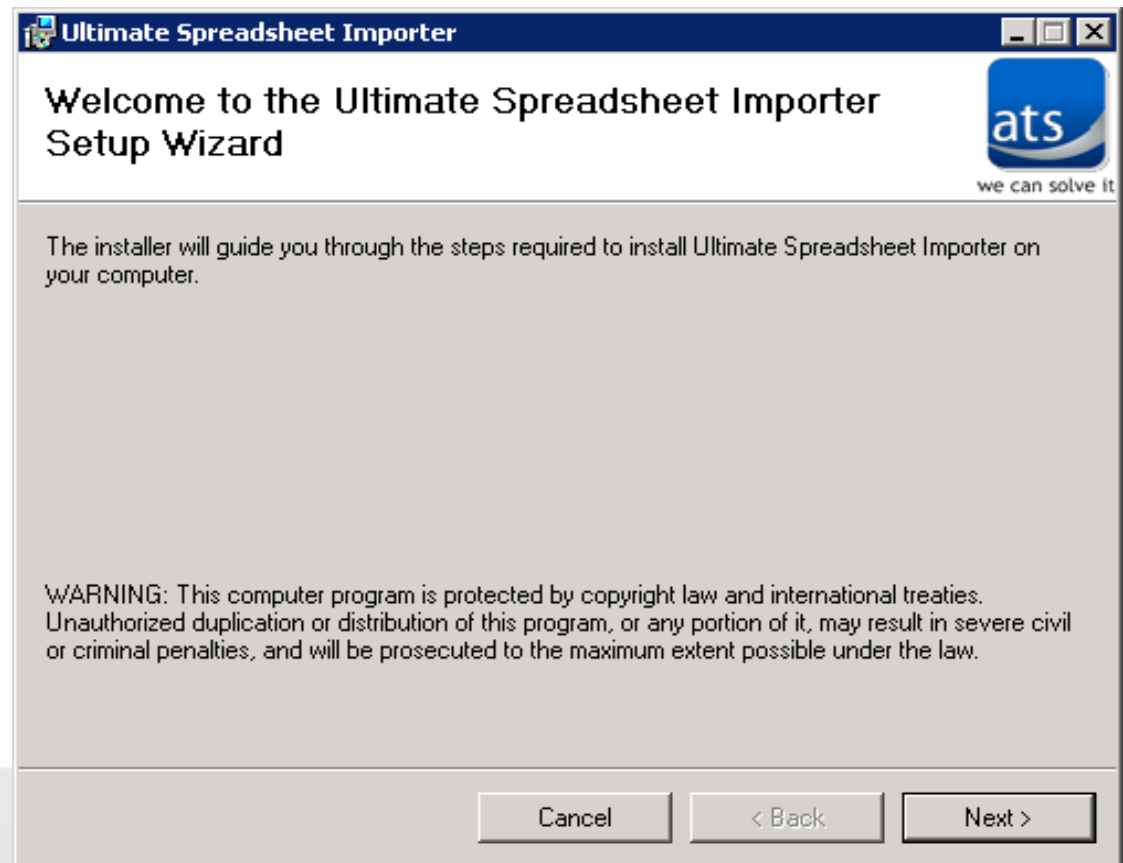 Ultimate Spreadsheet Importer
Welcome to the Ultimate Spreadsheet Importer
Setup Wizard
ats
we can solve it
The installer will guide you through the steps required to install Ultimate Spreadsheet Importer on
your computer.
WARNING: This computer program is protected by copyright law and international treaties.
Unauthorized duplication or distribution of this program, or any portion of it, may result in severe civil
or criminal penalties, and will be prosecuted to the maximum extent possible under the law.
Cancel
< Back
Next >